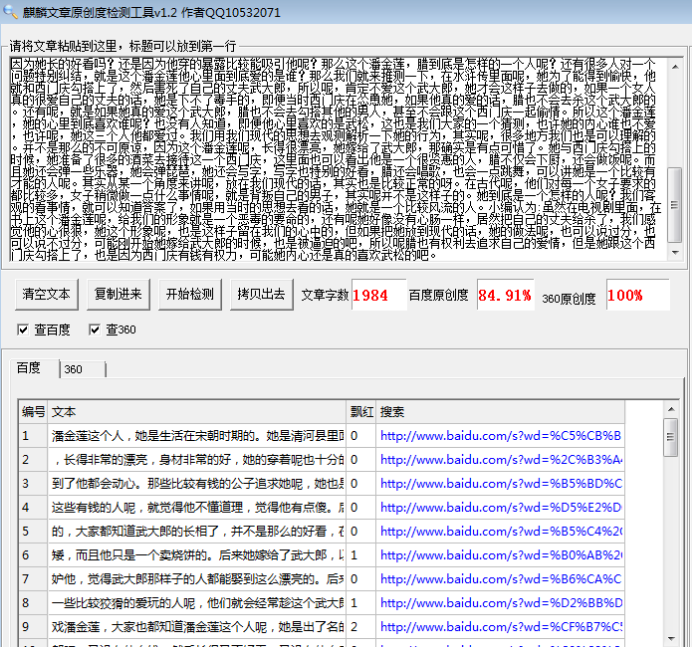 麒麟文章原创度检测工具v1.2 作者QQ10532071
请将文章粘贴到这里，标题可以放到第一行
因为她长的好看吗？还是因为他穿的暴露比较能吸引他呢？那么这个潘金莲，腊到底是怎样的一个人呢？还有很多人对一个
问题特别纠结，就是这个潘金莲他心里面到底爱的是谁？那么我们就来推测一下，在水浒传里面呢，她为了能得到愉快，他
就和西门庆勾搭上了，然后害死了自己的丈夫武大郎，所以呢，肯定不爱这个武大郎，她才会这样子去做的，如果一个女人
真的很爱自己的丈夫的话，她是下不了毒手的，即便当时西门庆在怂恿她，如果他真的爱的话，腊也不会去杀这个武大郎的
。还有呢，就是如果她真的爱这个武大郎，腊也不会去勾搭其他的男人，甚至不会跟这个西门庆一起偷情。所以这个潘金莲
，她的心里到底喜欢谁呢？也没有人知道，即便他心里喜欢的是武松，这也是我们大家的一个猜测，也许她的内心谁也不爱
，也许呢，她这三个人他都爱过。我们用我们现代的思想去观测解析一下她的行为，其实呢，很多地方我们也是可以理解的
。并不是那么的不可原谅，因为这个潘金莲呢，长得很漂亮，她嫁给了武大郎，那确实是有点可惜了。她与西门庆勾搭上的
时候，她准备了很多的酒菜去接待这一个西门庆，这里面也可以看出他是一个很贤惠的人，腊不仅会下厨，还会做饭呢。而
且她还会弹一些乐器，她会弹琵琶，她还会写字，写字也特别的好看，腊还会唱歌，也会一点跳舞，可以讲她是一个比较有
才能的人呢。其实从某一个角度来讲呢，放在我们现代的话，其实也是比较正常的呀。在古代呢，他们对每一个女子要求的
都比较多，女子稍微做一点什么事情呢，就是背叛自己的男子，其实呢并不是这样子的。她到底是一个怎样的人呢？我们客
观的看事情，就可以知道答案了，如果用当时的思想去看的话，她就是一个比较风流的人。小编认为:虽然在电视剧里面，在
书上这个潘金莲呢，给我们的形象就是一个恶毒的要命的，还有呢她好像没有心肠一样，居然把自己的丈夫给杀了，我们感
觉他的心很狠，她这个形象呢，也是这样子留在我们的心中的，但如果把她放到现代的话，她的做法呢，也可以说过分，也
可以说不过分，可能刚开始她嫁给武大郎的时候，也是被逼迫的吧，所以呢腊也有权利去追求自己的爱情，但是她跟这个西
门庆勾搭上了，也是因为西门庆有钱有权力，可能她内心还是真的喜欢武松的吧。
清空文本 复制进来 开始检测 拷贝出去 文章字数 1984 百度原创度 84.91% 360原创度 100%
查百度 查360
百度 360
编号 文本 飘红 搜索
1 潘金莲这个人，她是生活在宋朝时期的。她是清河县里面 0 http://www.baidu.com/s?wd=%C5%CB%B
2 ，长得非常的漂亮，身材非常的好，她的穿着呢也十分的 0 http://www.baidu.com/s?wd=%2C%B3%A4
3 到了他都会动心。那些比较有钱的公子追求她呢，她也是 0 http://www.baidu.com/s?wd=%B5%BD%C
4 这些有钱的人呢，就觉得他不懂道理，觉得他有点傻。后 0 http://www.baidu.com/s?wd=%D5%E2%D
5 的，大家都知道武大郎的长相了，并不是那么的好看，在 0 http://www.baidu.com/s?wd=%B5%C4%2C
6 矮，而且他只是一个卖烧饼的。后来她嫁给了武大郎，以 1 http://www.baidu.com/s?wd=%B0%AB%2C
7 妒他，觉得武大郎那样子的人都能娶到这么漂亮的。后来 0 http://www.baidu.com/s?wd=%B6%CA%C
8 一些比较狡猾的爱玩的人呢，他们就会经常趁这个武大郎 1 http://www.baidu.com/s?wd=%D2%BB%D
9 戏潘金莲，大家也都知道潘金莲这个人呢，她是出了名的 2 http://www.baidu.com/s?wd=%CF%B7%C5